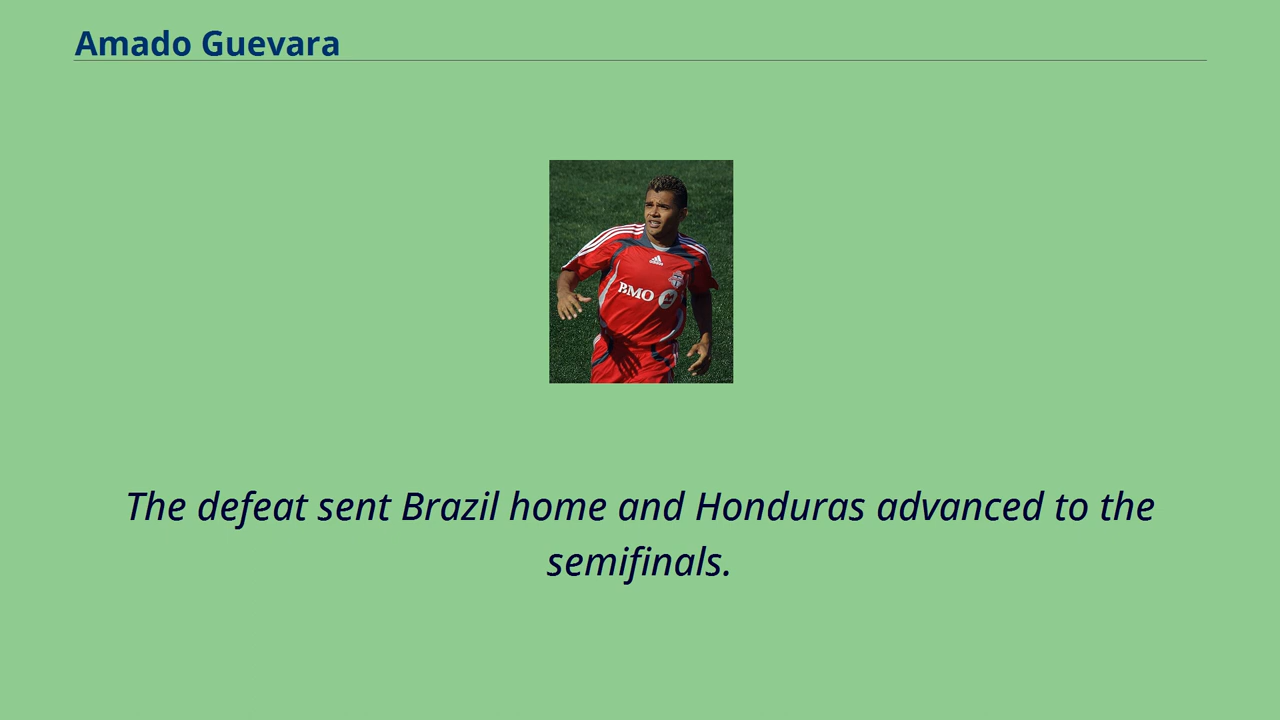 Amado Guevara
BMO
The defeat sent Brazil home and Honduras advanced to the
semifinals.